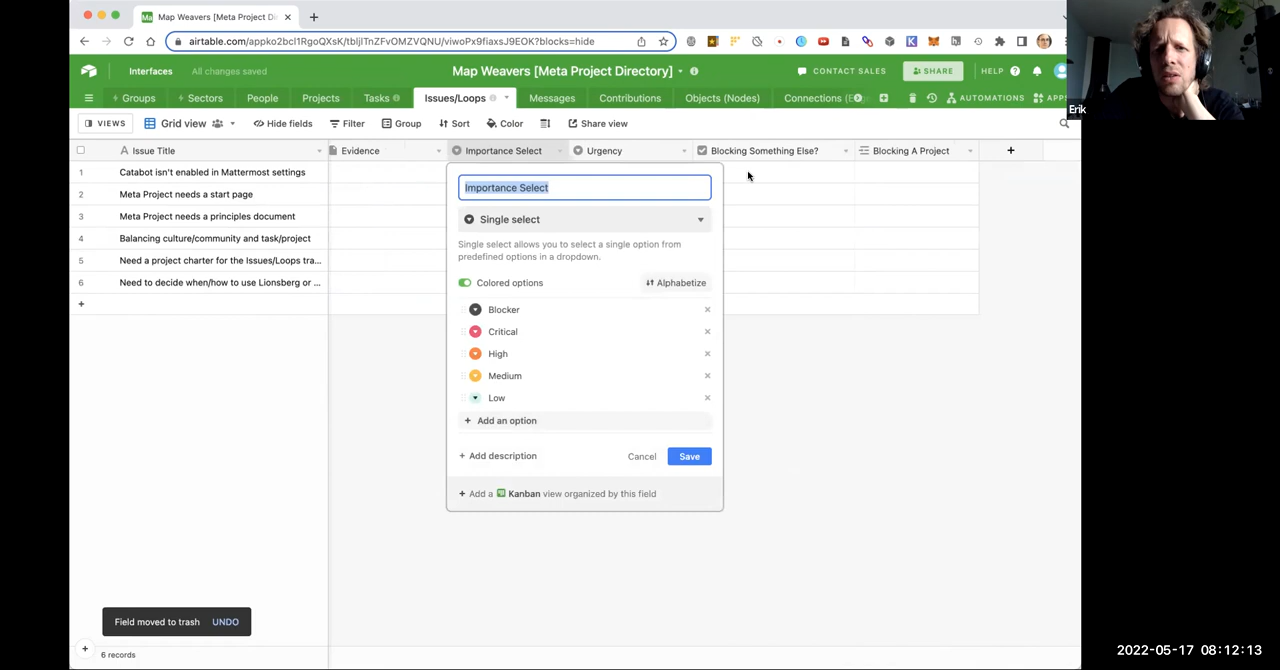 Map Weavers [Meta Project Di
airtable.com/appko2bcl1RgoQXsK/tbljlTnZFvOMZVQNU/viwoPx9fiaxsJ9EOK?blocks=hide
Interfaces
All changes saved
Map Weavers [Meta Project Directory]
CONTACT SALES
SHARE
HELP
Groups
Sectors
People
Projects
Tasks
Issues/Loops
Messages
Contributions
Objects (Nodes)
Connections (E
AUTOMATIONS
APP
Erik
VIEWS
Grid view
Hide fields
Filter
Group
Sort
Color
Share view
Issue Title
Evidence
Importance Select
Urgency
Blocking Something Else?
Blocking A Project
1 Catabot isn't enabled in Mattermost settings
2 Meta Project needs a start page
3 Meta Project needs a principles document
4 Balancing culture/community and task/project
5 Need a project charter for the Issues/Loops tra...
6 Need to decide when/how to use Lionsberg or ...
+
Importance Select
Single select
Single select allows you to select a single option from
predefined options in a dropdown.
Colored options
Alphabetize
Blocker
Critical
High
Medium
Low
+ Add an option
+ Add description
Cancel
Save
+ Add a Kanban view organized by this field
Field moved to trash UNDO
+
6 records
2022-05-17 08:12:13